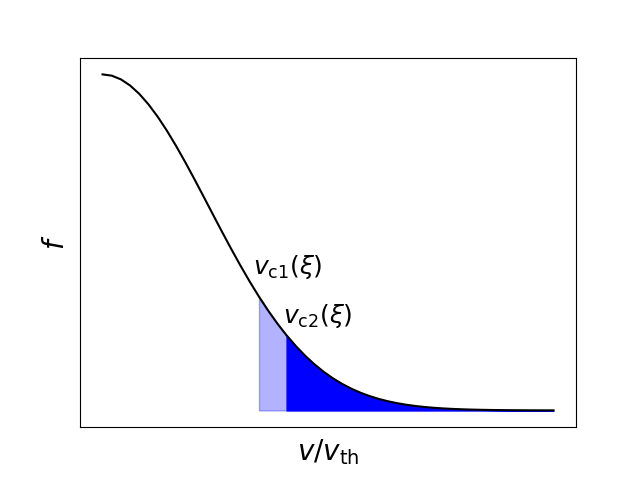 f
v_c1(ξ)
v_c2(ξ)
v/v_th